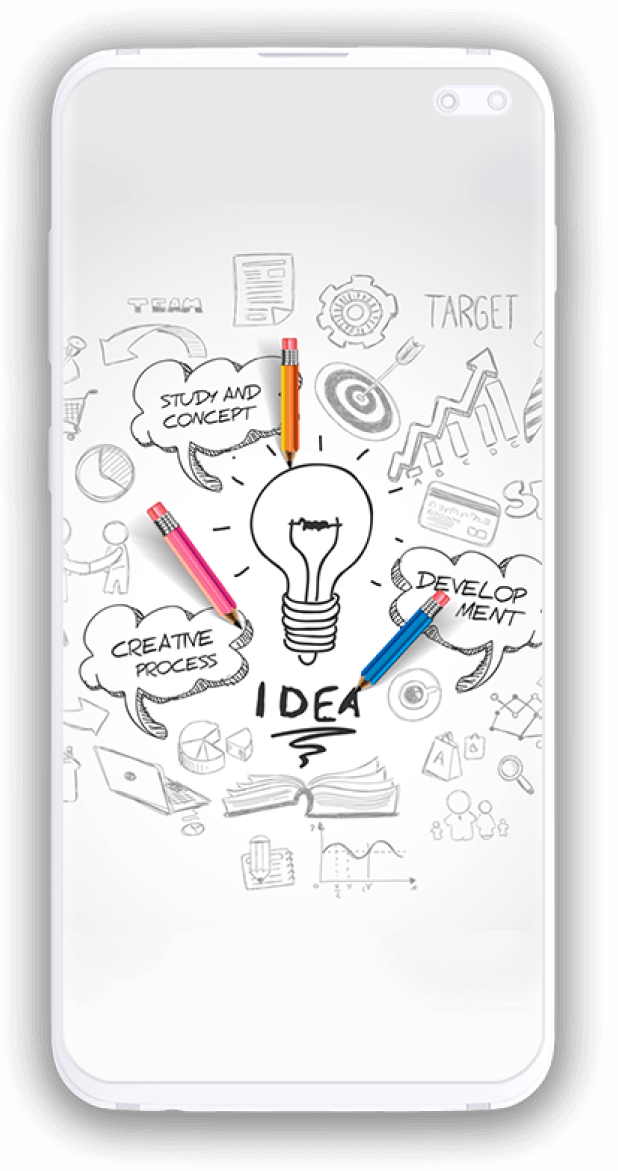 TEAM
TARGET
STUDY AND
CONCEPT
A B C D E
DEVELOP
MENT
CREATIVE
PROCESS
IDEA
A